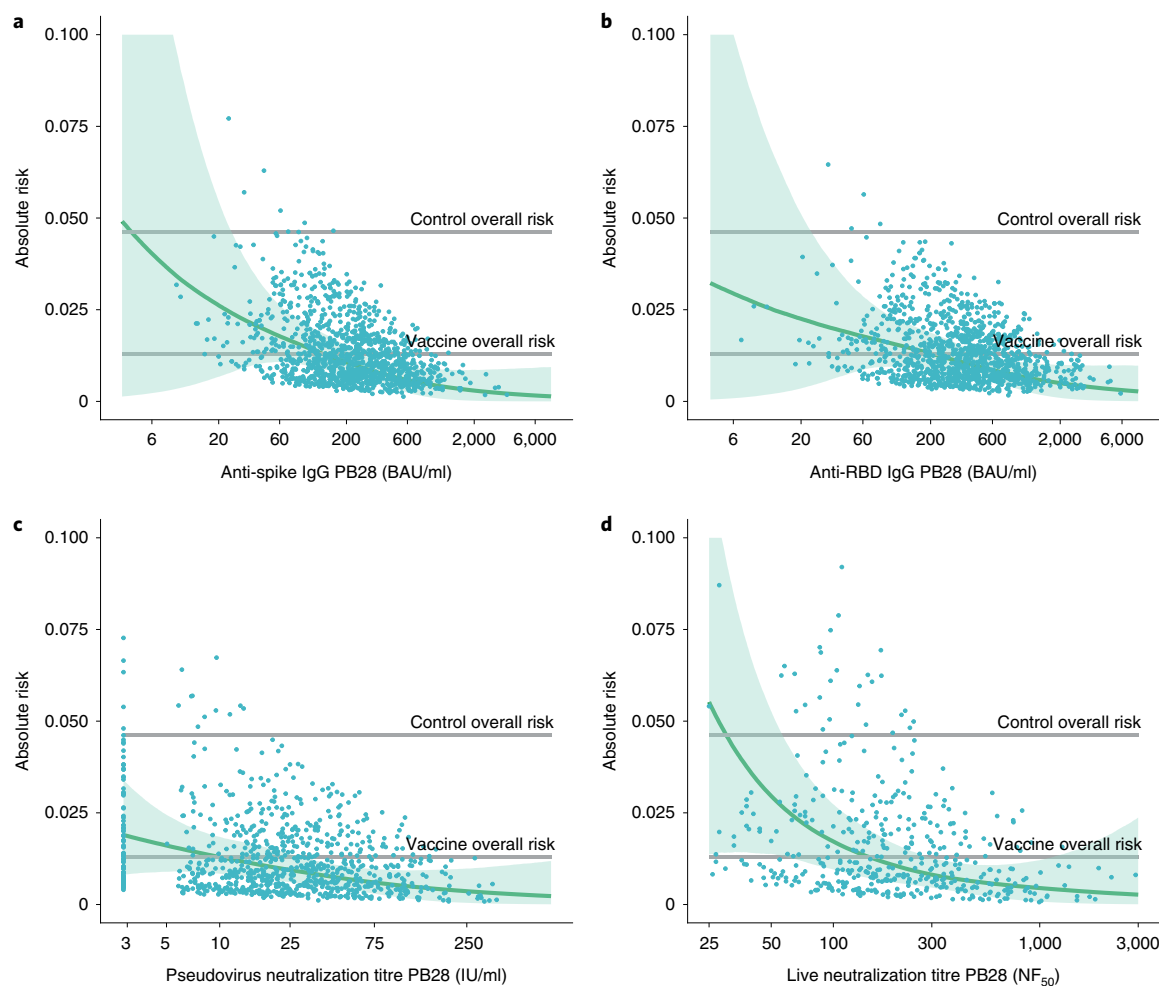 a
0.100
0.075
0.050
0.025
0
Absolute risk
Control overall risk
Vaccine overall risk
6 20 60 200 600 2,000 6,000
Anti-spike IgG PB28 (BAU/ml)
b
0.100
0.075
0.050
0.025
0
Absolute risk
Control overall risk
Vaccine overall risk
6 20 60 200 600 2,000 6,000
Anti-RBD IgG PB28 (BAU/ml)
c
0.100
0.075
0.050
0.025
0
Absolute risk
Control overall risk
Vaccine overall risk
3 5 10 25 75 250
Pseudovirus neutralization titre PB28 (IU/ml)
d
0.100
0.075
0.050
0.025
0
Absolute risk
Control overall risk
Vaccine overall risk
25 50 100 300 1,000 3,000
Live neutralization titre PB28 (NF50)